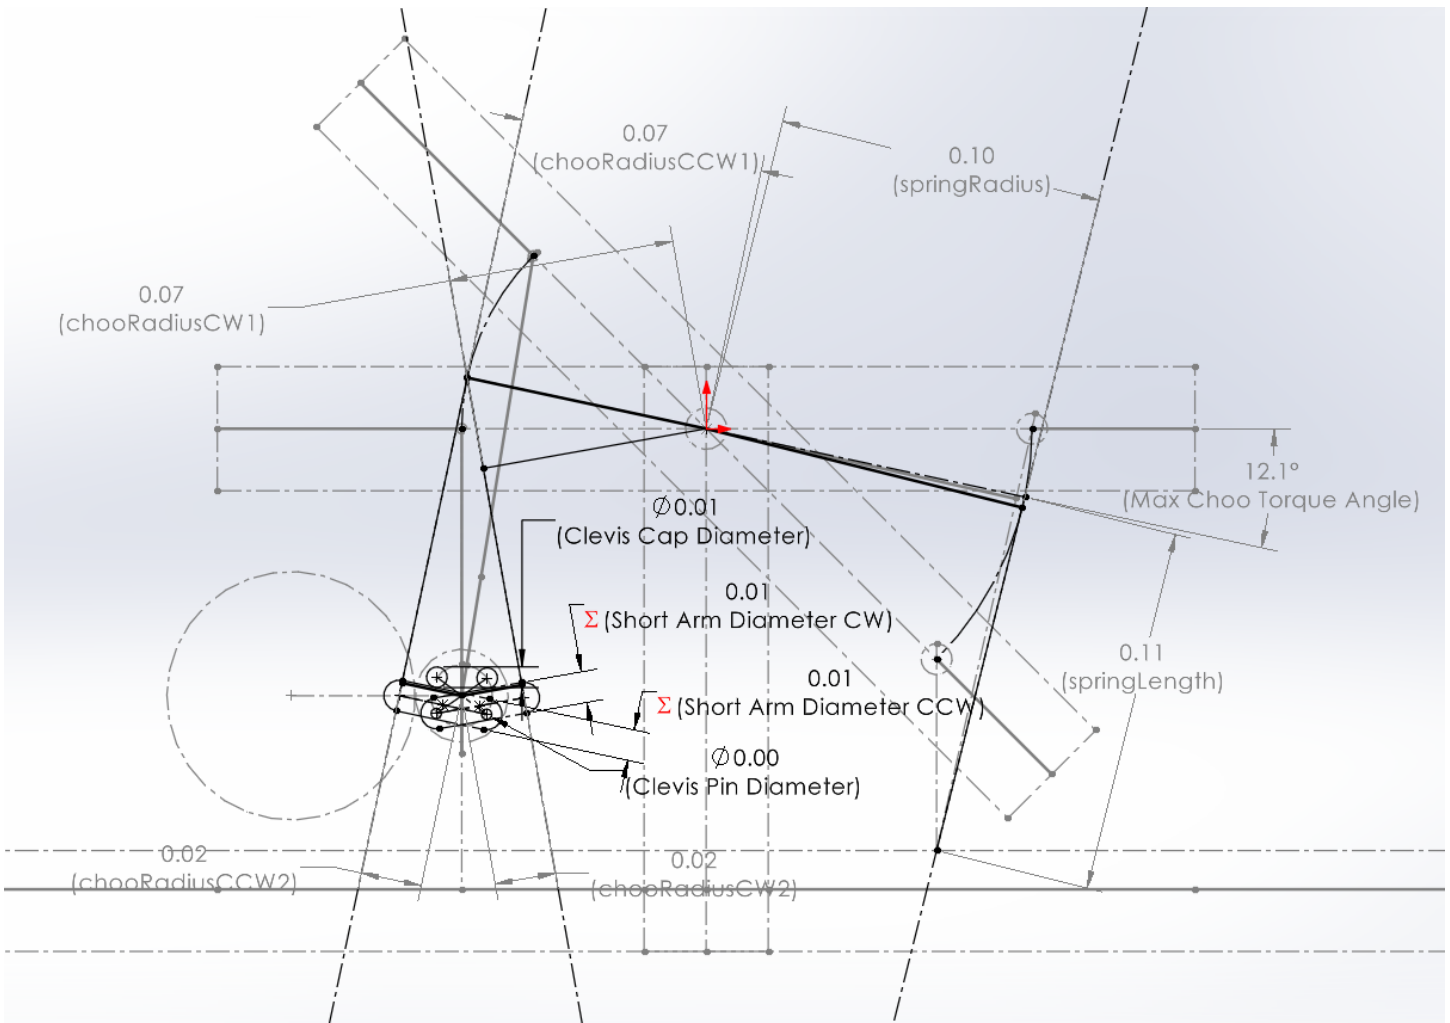 0.07
(chooRadiusCCW1)
0.10
(springRadius)
0.07
(chooRadiusCW1)
12.1°
(Max Choo Torque Angle)
∅0.01
(Clevis Cap Diameter)
0.01
Σ(Short Arm Diameter CW)
0.01
Σ(Short Arm Diameter CCW)
0.11
(springLength)
∅0.00
(Clevis Pin Diameter)
0.02
(chooRadiusCCW2)
0.02
(chooRadiusCW2)